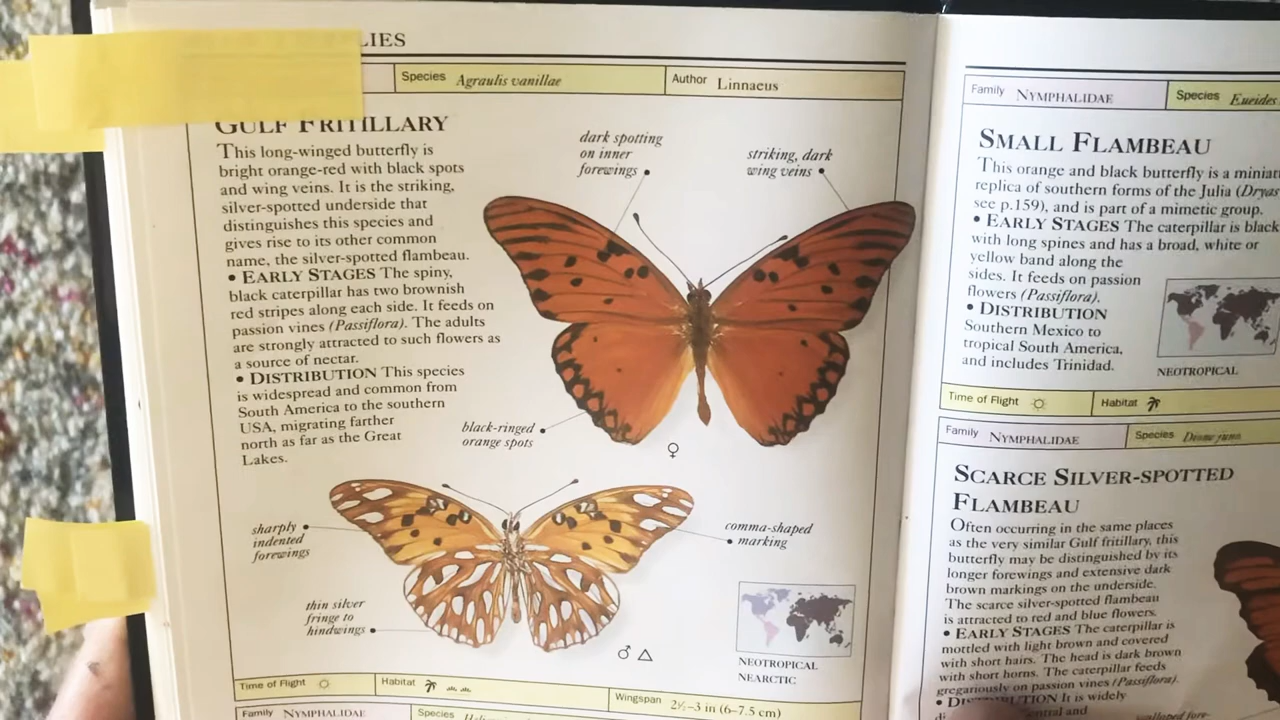 LIES
Species Agraulis vanillae
Author Linnaeus
GULF FRITILLARY
This long-winged butterfly is
bright orange-red with black spots
and wing veins. It is the striking,
silver-spotted underside that
distinguishes this species and
gives rise to its other common
name, the silver-spotted flambeau.
• EARLY STAGES The spiny,
black caterpillar has two brownish
red stripes along each side. It feeds on
passion vines (Passiflora). The adults
are strongly attracted to such flowers as
a source of nectar.
• DISTRIBUTION This species
is widespread and common from
South America to the southern
USA, migrating farther
north as far as the Great
Lakes.
dark spotting
on inner
forewings
striking, dark
wing veins
black-ringed
orange spots
♀
sharply
indented
forewings
comma-shaped
marking
thin silver
fringe to
hindwings
♂ △
NEOTROPICAL
NEARCTIC
Time of Flight
Habitat
Wingspan 2½–3 in (6–7.5 cm)
Family NYMPHALIDAE
Species
Family NYMPHALIDAE
Species Eueides
SMALL FLAMBEAU
This orange and black butterfly is a miniat
replica of southern forms of the Julia (Dryas
see p.159), and is part of a mimetic group.
• EARLY STAGES The caterpillar is black
with long spines and has a broad, white or
yellow band along the
sides. It feeds on passion
flowers (Passiflora).
• DISTRIBUTION
Southern Mexico to
tropical South America,
and includes Trinidad.
NEOTROPICAL
Time of Flight
Habitat
Family NYMPHALIDAE
Species Dione juno
SCARCE SILVER-SPOTTED
FLAMBEAU
Often occurring in the same places
as the very similar Gulf fritillary, this
butterfly may be distinguished by its
longer forewings and extensive dark
brown markings on the underside.
The scarce silver-spotted flambeau
is attracted to red and blue flowers.
• EARLY STAGES The caterpillar is
mottled with light brown and covered
with short hairs. The head is dark brown
with short horns. The caterpillar feeds
gregariously on passion vines (Passiflora).
It is widely
and